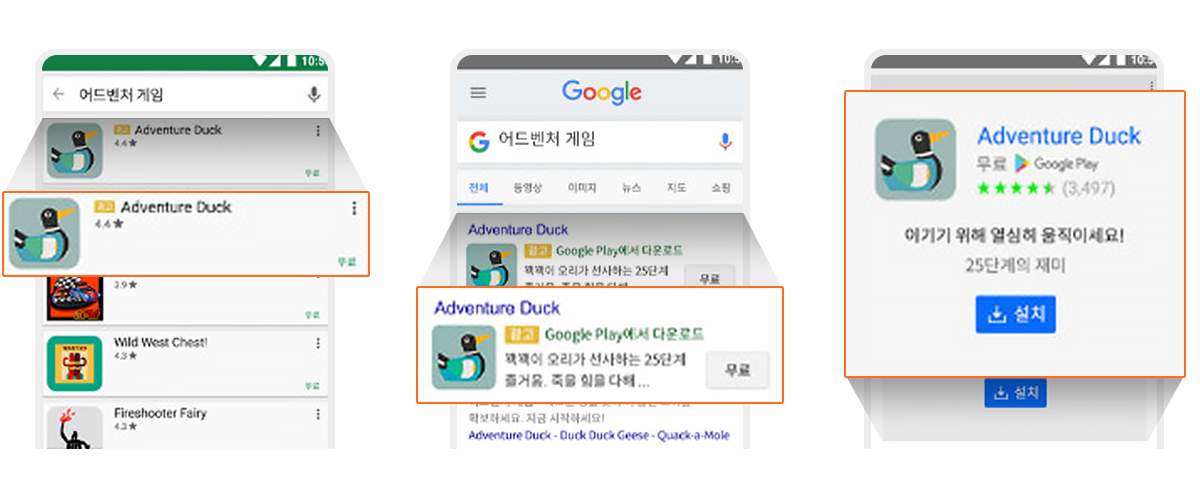 10:5
어드벤처 게임
광고 Adventure Duck
4.4★
무료
광고 Adventure Duck
4.4★
무료
3.9★
무료
Wild West Chest!
4.3★
무료
Fireshooter Fairy
4.3★
10:5
Google
어드벤처 게임
전체 동영상 이미지 뉴스 지도 쇼핑
Adventure Duck
광고 Google Play에서 다운로드
꽥꽥이 오리가 선사하는 25단계
무료
Adventure Duck
광고 Google Play에서 다운로드
꽥꽥이 오리가 선사하는 25단계
즐거움. 죽을 힘을 다해 ...
무료
확보하세요. 지금 시작하세요!
Adventure Duck - Duck Duck Geese - Quack-a-Mole
10:5
Adventure Duck
무료 Google Play
★★★★★ (3,497)
이기기 위해 열심히 움직이세요!
25단계의 재미
설치
설치